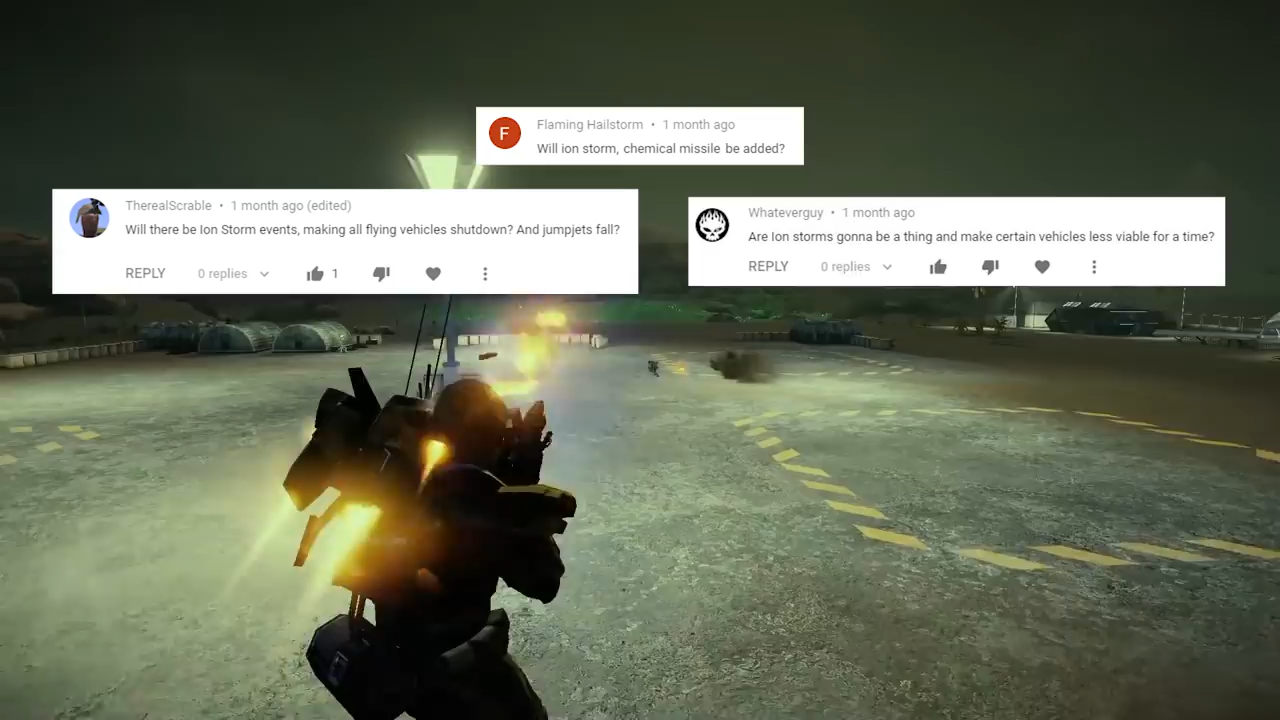 F
Flaming Hailstorm • 1 month ago
Will ion storm, chemical missile be added?
TherealScrable • 1 month ago (edited)
Will there be Ion Storm events, making all flying vehicles shutdown? And jumpjets fall?
REPLY 0 replies 1
Whateverguy • 1 month ago
Are Ion storms gonna be a thing and make certain vehicles less viable for a time?
REPLY 0 replies